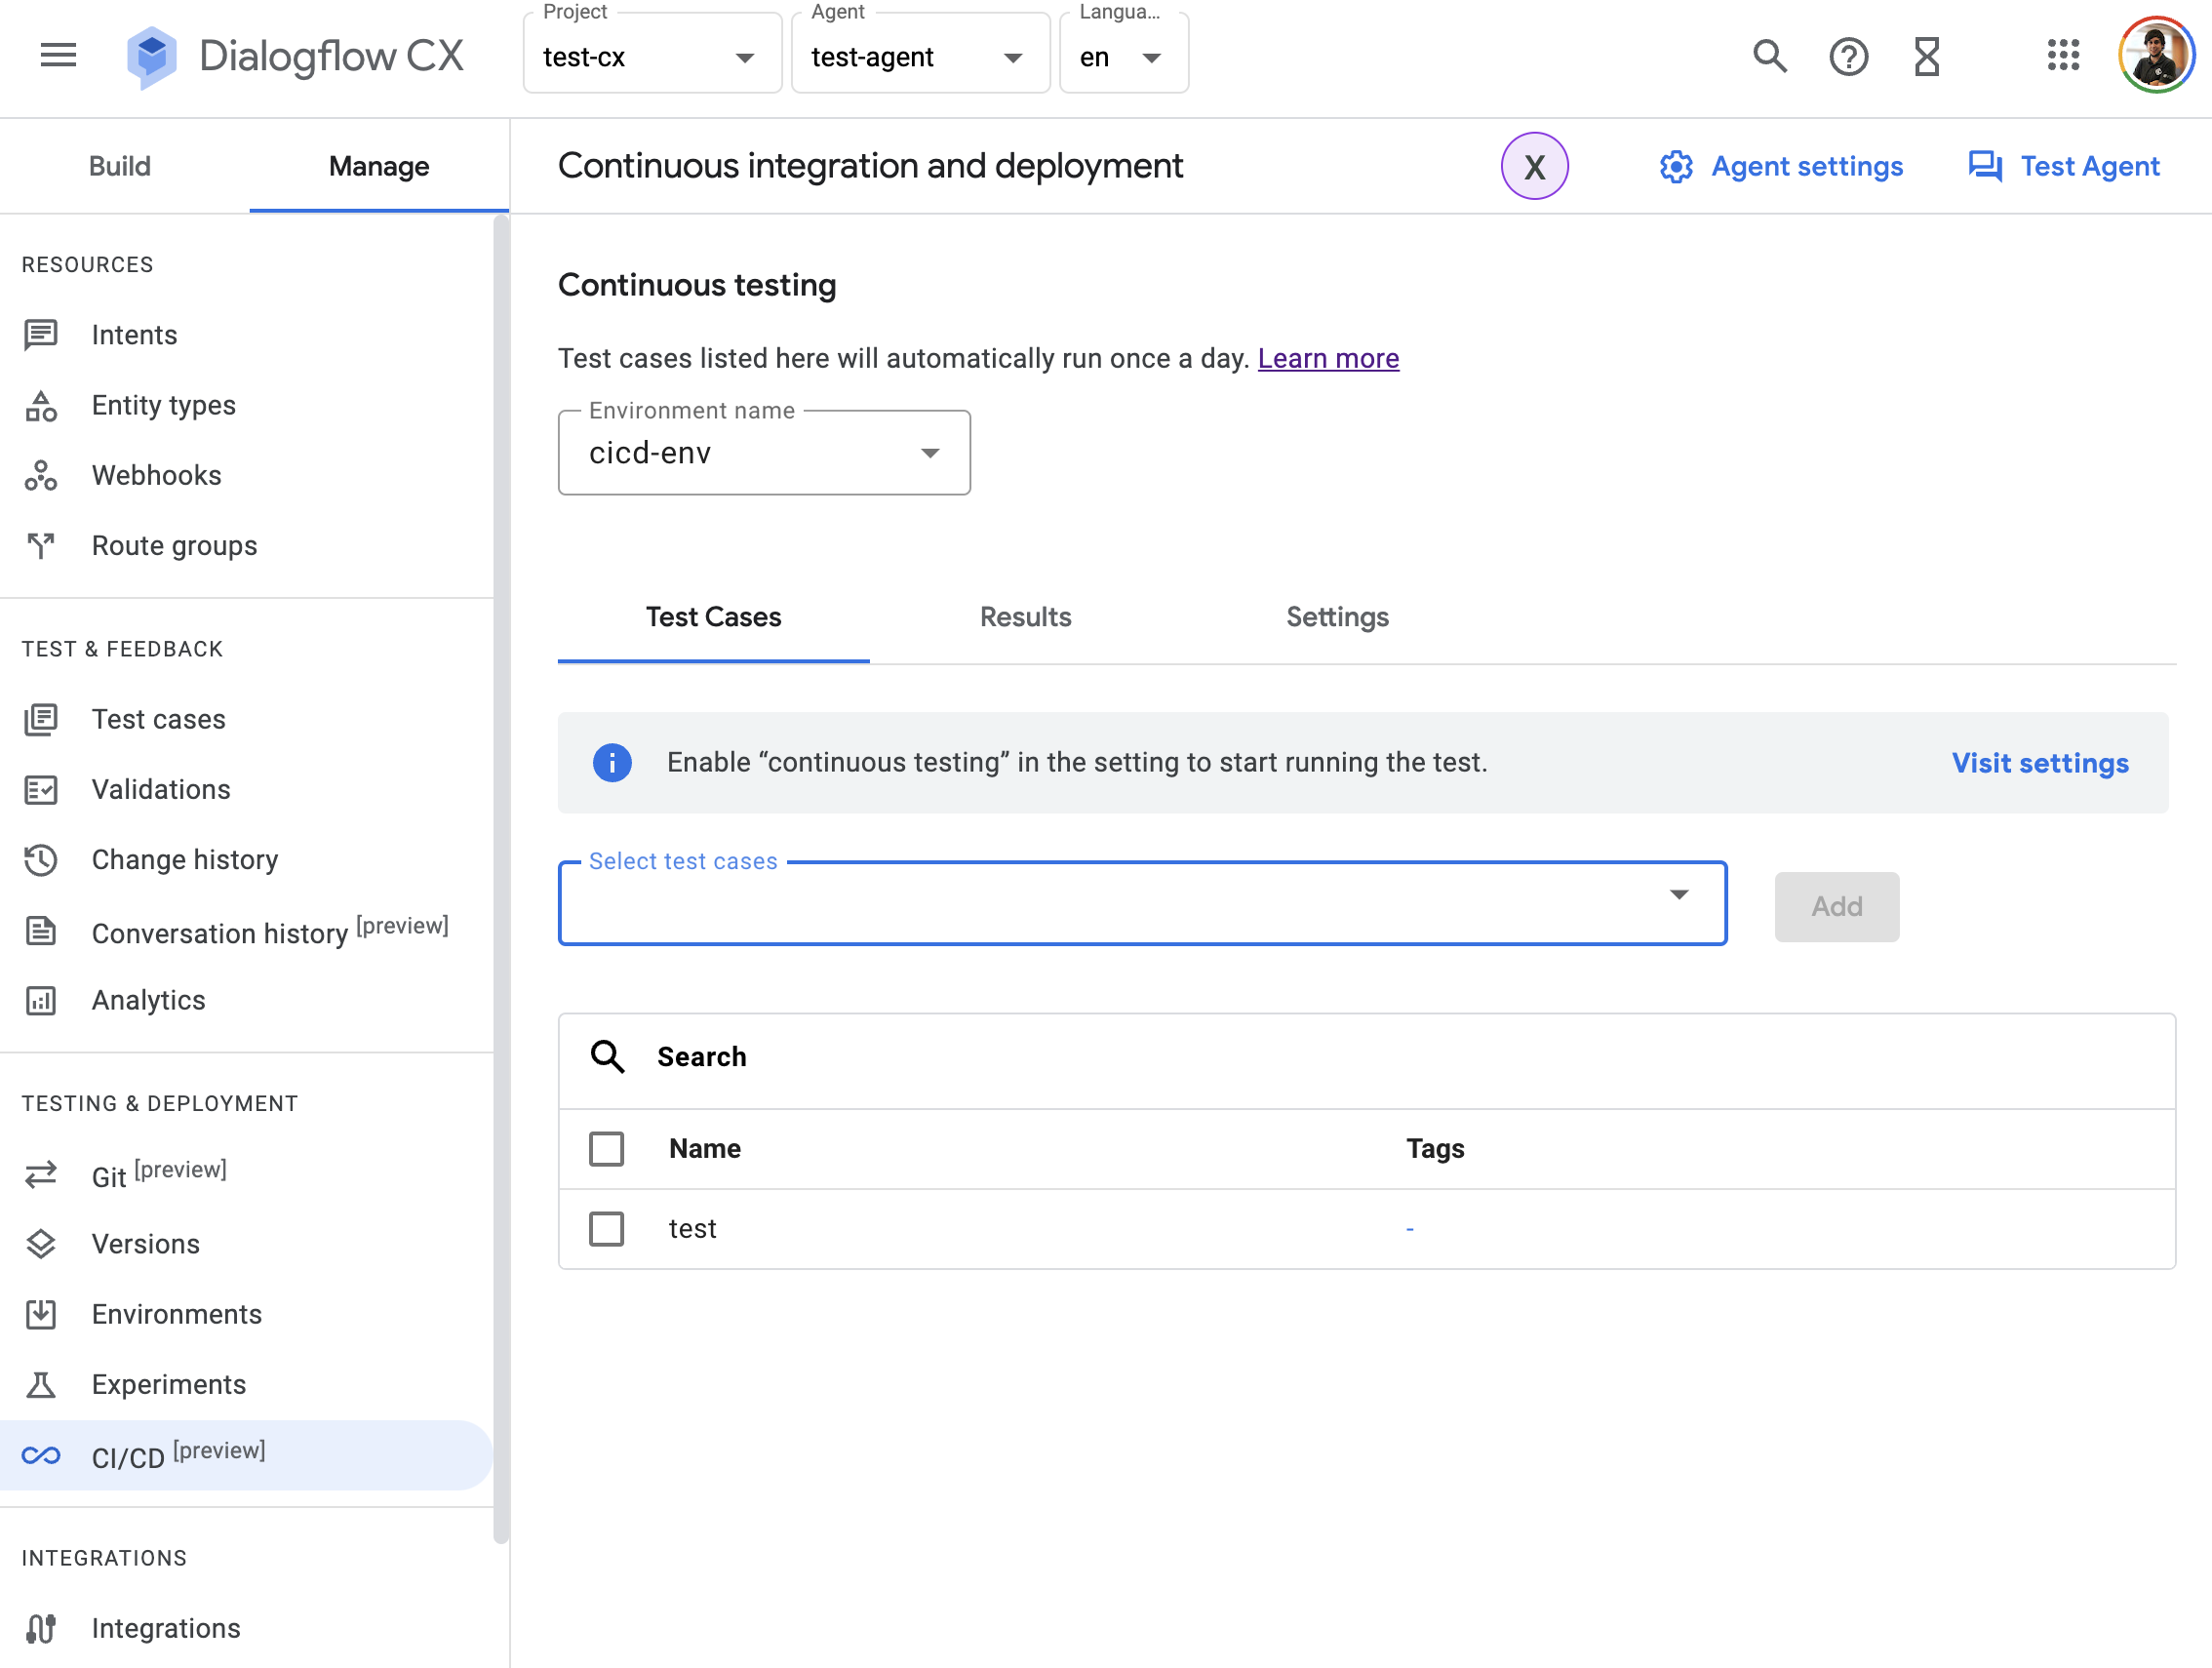 Dialogflow CX
Project
test-cx
Agent
test-agent
Langua...
en
Build
Manage
Continuous integration and deployment
X
Agent settings
Test Agent
RESOURCES
Intents
Entity types
Webhooks
Route groups
TEST & FEEDBACK
Test cases
Validations
Change history
Conversation history [preview]
Analytics
TESTING & DEPLOYMENT
Git [preview]
Versions
Environments
Experiments
CI/CD [preview]
INTEGRATIONS
Integrations
Continuous testing
Test cases listed here will automatically run once a day. Learn more
Environment name
cicd-env
Test Cases
Results
Settings
Enable “continuous testing” in the setting to start running the test.
Visit settings
Select test cases
Add
Search
Name
Tags
test
-